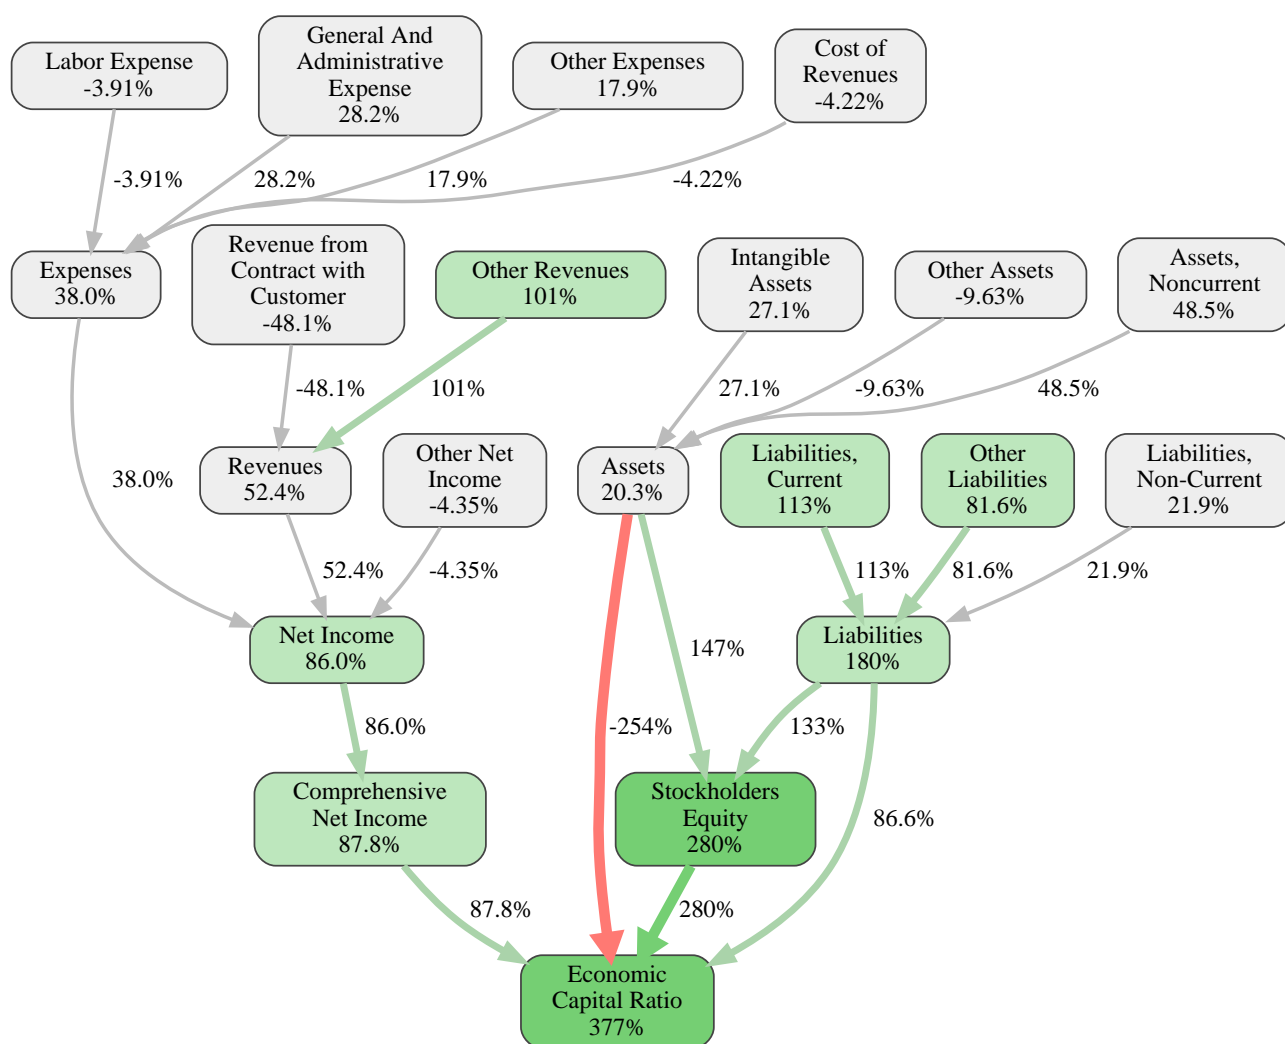 Labor Expense
-3.91%
General And
Administrative
Expense
28.2%
Other Expenses
17.9%
Cost of
Revenues
-4.22%
-3.91%
28.2%
17.9%
-4.22%
Expenses
38.0%
Revenue from
Contract with
Customer
-48.1%
Other Revenues
101%
Intangible
Assets
27.1%
Other Assets
-9.63%
Assets,
Noncurrent
48.5%
-48.1%
101%
27.1%
-9.63%
48.5%
38.0%
Revenues
52.4%
Other Net
Income
-4.35%
Assets
20.3%
Liabilities,
Current
113%
Other
Liabilities
81.6%
Liabilities,
Non-Current
21.9%
52.4%
-4.35%
113%
81.6%
21.9%
Net Income
86.0%
147%
Liabilities
180%
86.0%
-254%
133%
Comprehensive
Net Income
87.8%
Stockholders
Equity
280%
86.6%
87.8%
280%
Economic
Capital Ratio
377%